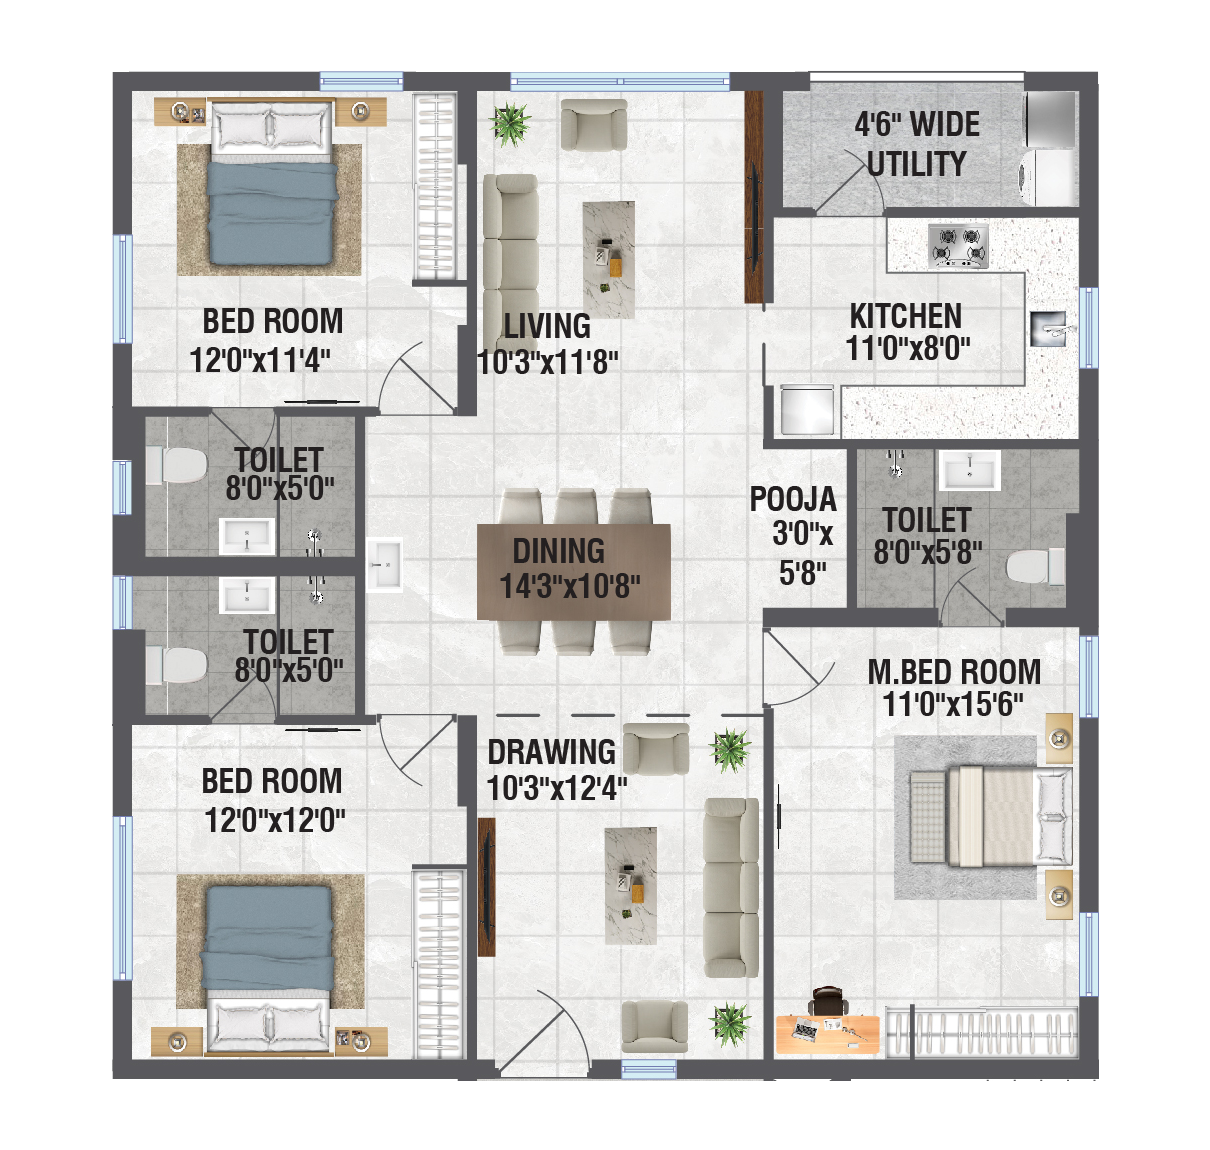 4'6" WIDE
UTILITY
BED ROOM
12'0"x11'4"
LIVING
10'3"x11'8"
KITCHEN
11'0"x8'0"
TOILET
8'0"x5'0"
POOJA
3'0"x
5'8"
TOILET
8'0"x5'8"
DINING
14'3"x10'8"
TOILET
8'0"x5'0"
M.BED ROOM
11'0"x15'6"
BED ROOM
12'0"x12'0"
DRAWING
10'3"x12'4"